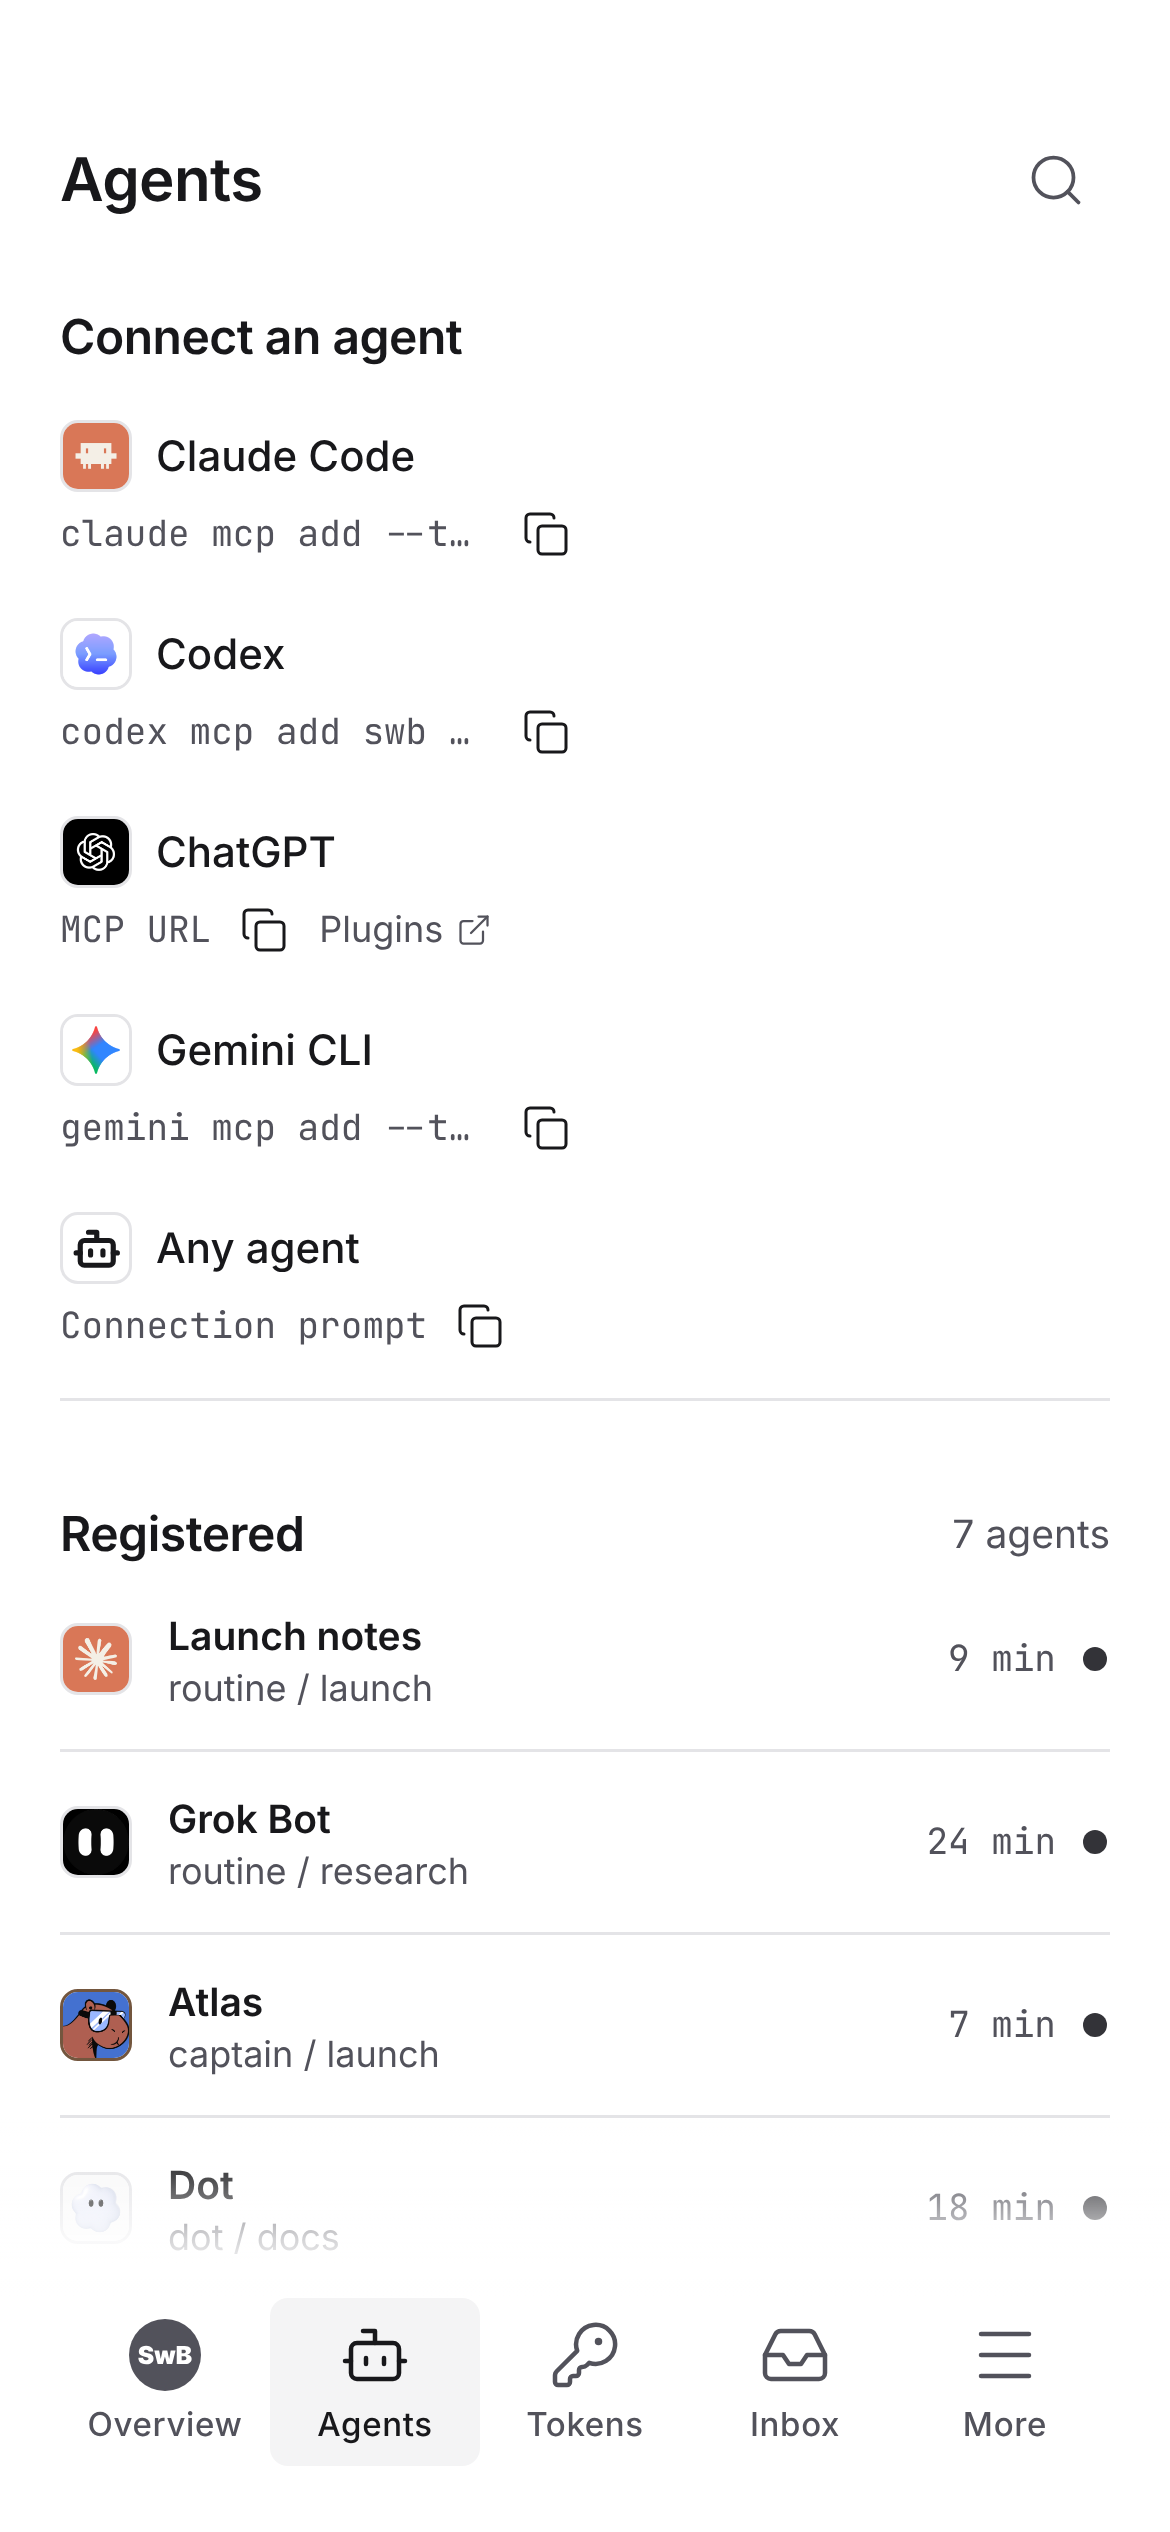 Agents
Connect an agent
Claude Code
claude mcp add --t…
Codex
codex mcp add swb …
ChatGPT
MCP URL Plugins
Gemini CLI
gemini mcp add --t…
Any agent
Connection prompt
Registered 7 agents
Launch notes
routine / launch
9 min
Grok Bot
routine / research
24 min
Atlas
captain / launch
7 min
Dot
dot / docs
18 min
SwB
Overview Agents Tokens Inbox More